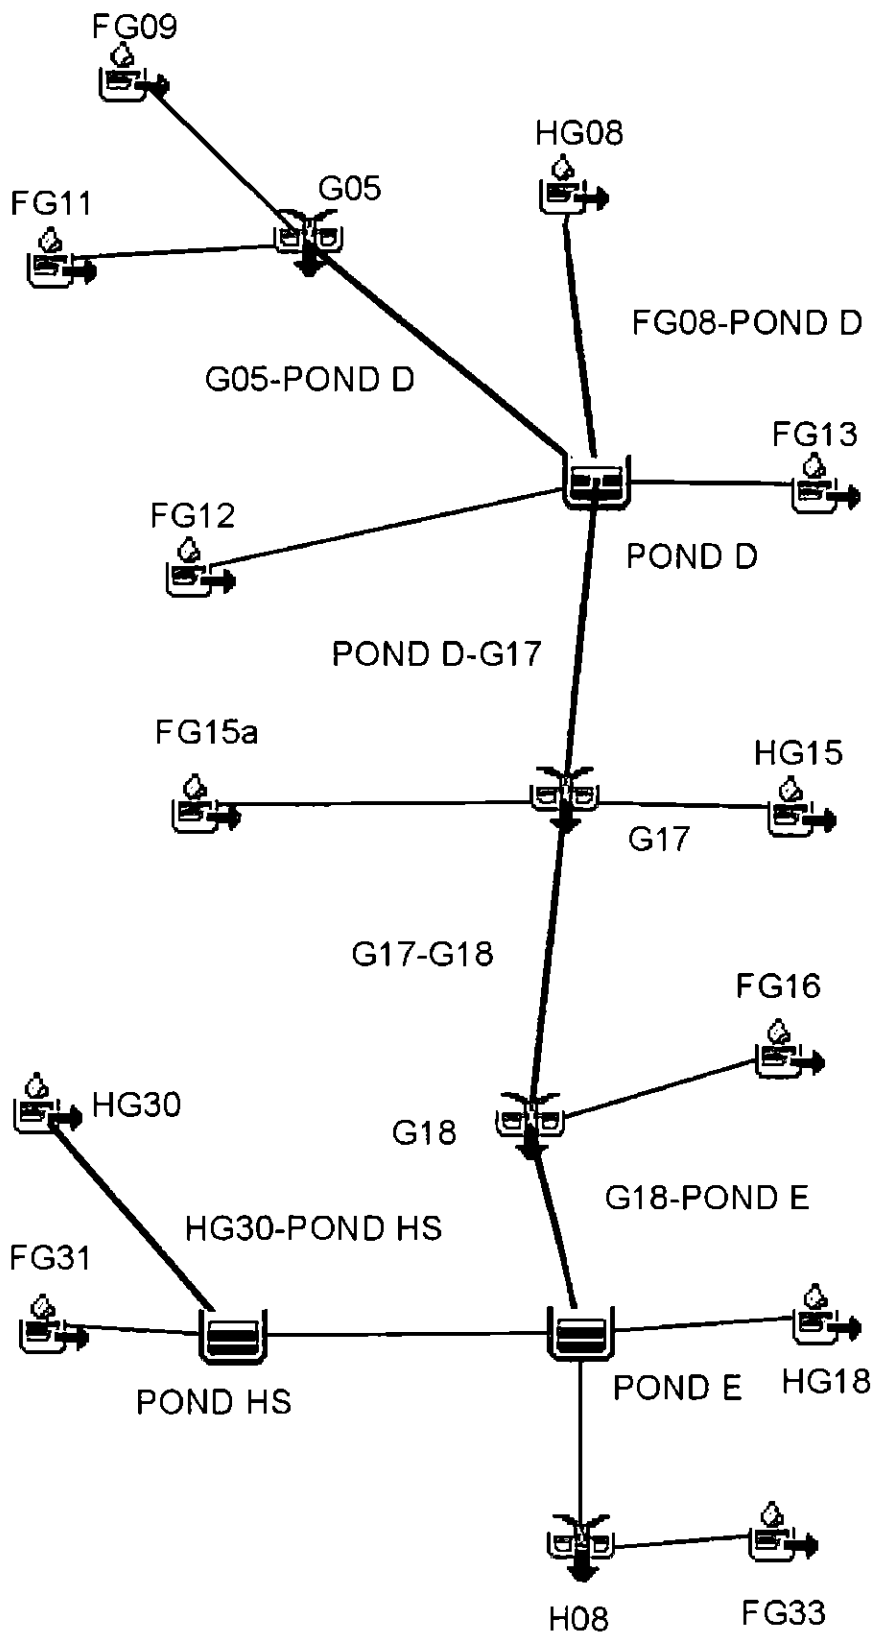 FG09
HG08
G05
FG11
FG08-POND D
G05-POND D
FG13
FG12
POND D
POND D-G17
FG15a
HG15
G17
G17-G18
FG16
HG30
G18
G18-POND E
HG30-POND HS
FG31
HG18
POND E
POND HS
H08
FG33